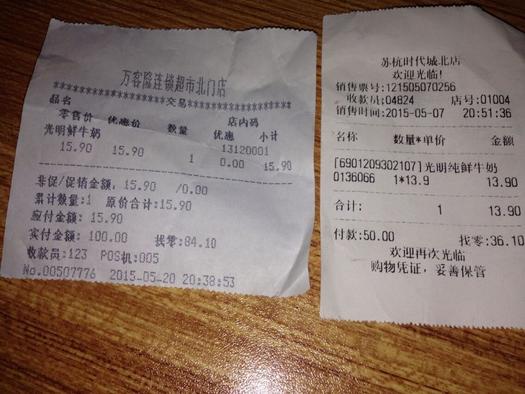 万客隆连锁超市北门店
********************交易********************
品名 店内码
零售价 优惠价 数量 优惠 小计
光明鲜牛奶 13120001
15.90 15.90 1 0.00 15.90
非促/促销金额: 15.90 /0.00
累计数量:1 原价合计:15.90
应付金额: 15.90
实付金额: 100.00 找零:84.10
收款员:123 POS机:005
No.00507776 2015-05-20 20:38:53
苏杭时代城北店
欢迎光临!
销售票号:121505070256
收款员:04824 店号:01004
销售时间:2015-05-07 20:51:36
名称 数量*单价 金额
[6901209302107]光明纯鲜牛奶
0136066 1*13.9 13.90
合计: 1 13.90
付款:50.00 找零:36.10
欢迎再次光临
购物凭证,妥善保管